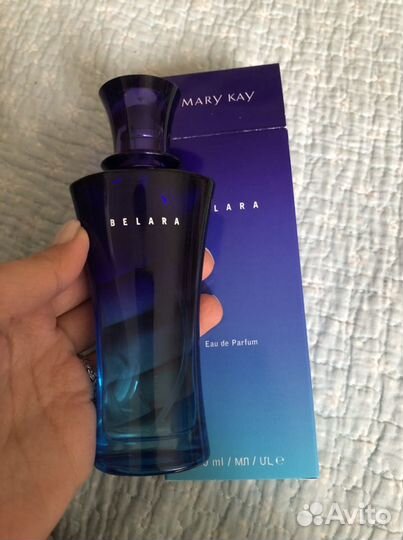 MARY KAY
BELARA
LARA
Eau de Parfum
0 ml / МЛ / ՄԼ ℮
Avito